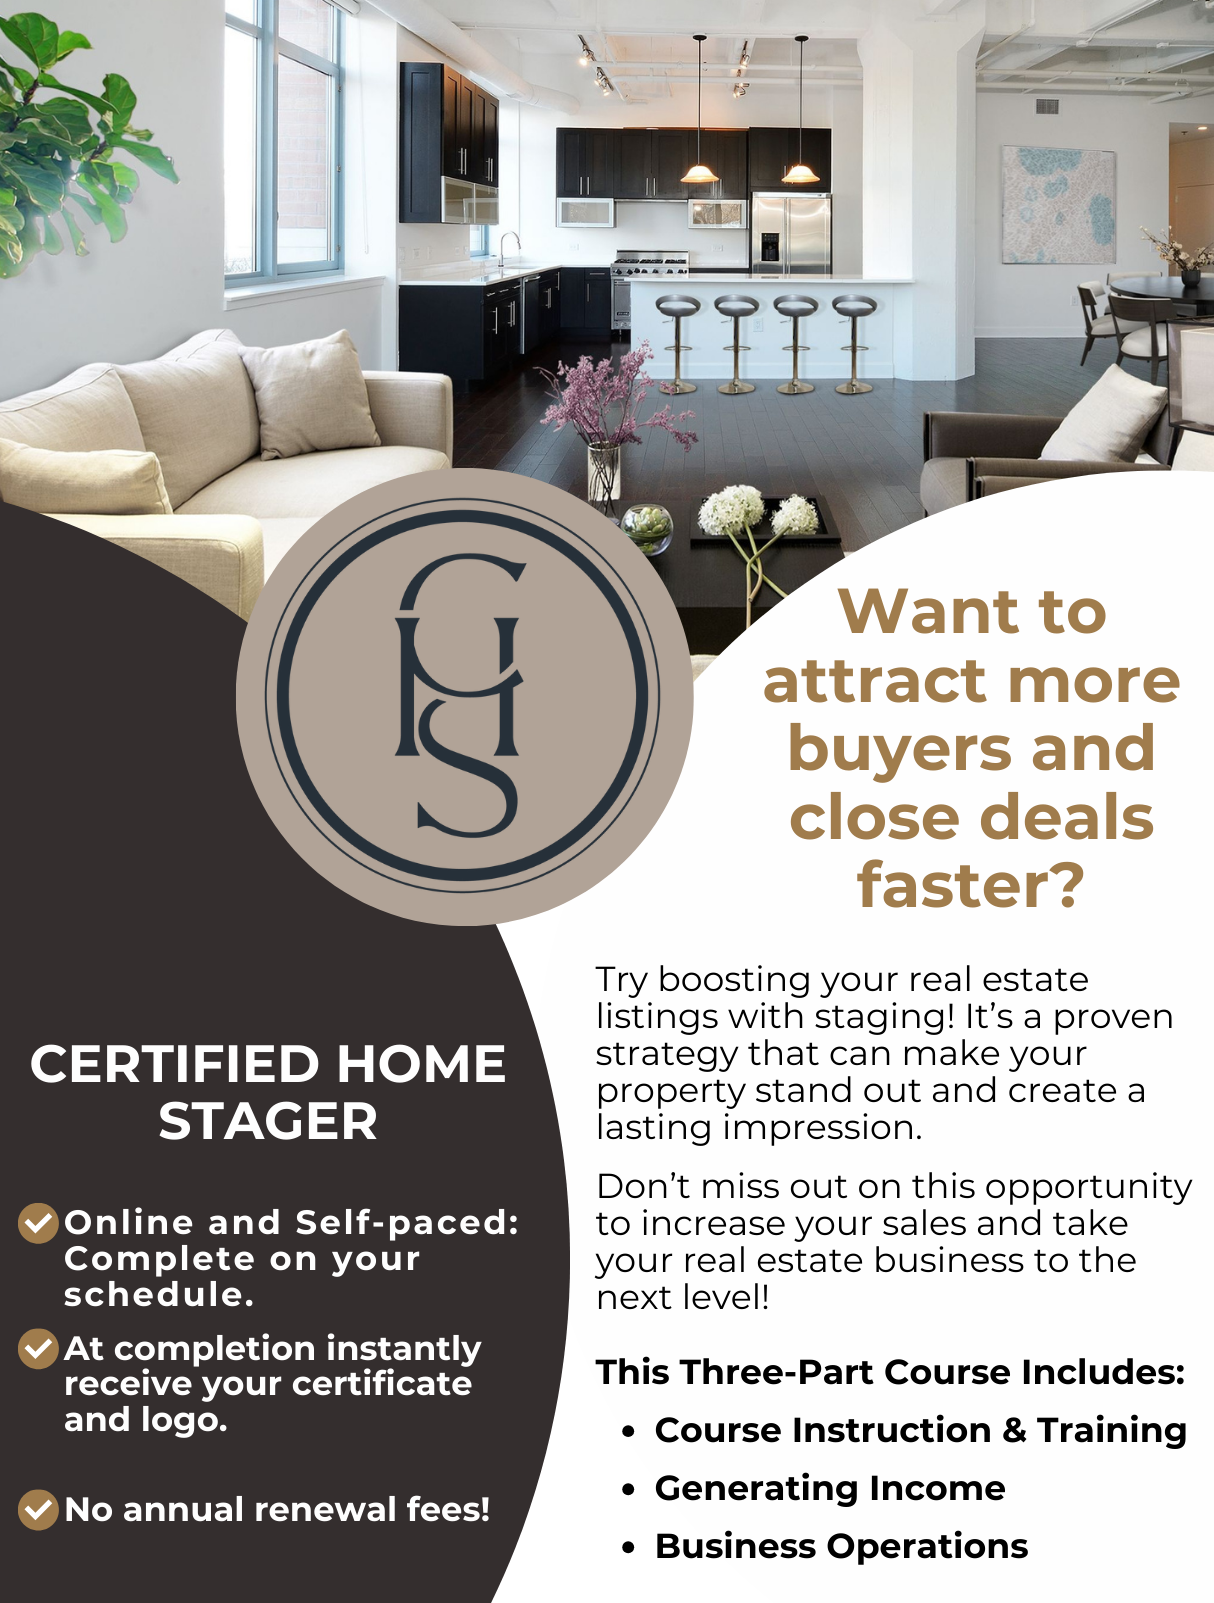 CHS
Want to
attract more
buyers and
close deals
faster?
Try boosting your real estate
listings with staging! It’s a proven
strategy that can make your
property stand out and create a
lasting impression.
Don’t miss out on this opportunity
to increase your sales and take
your real estate business to the
next level!
This Three-Part Course Includes:
• Course Instruction & Training
• Generating Income
• Business Operations
CERTIFIED HOME
STAGER
Online and Self-paced:
Complete on your
schedule.
At completion instantly
receive your certificate
and logo.
No annual renewal fees!